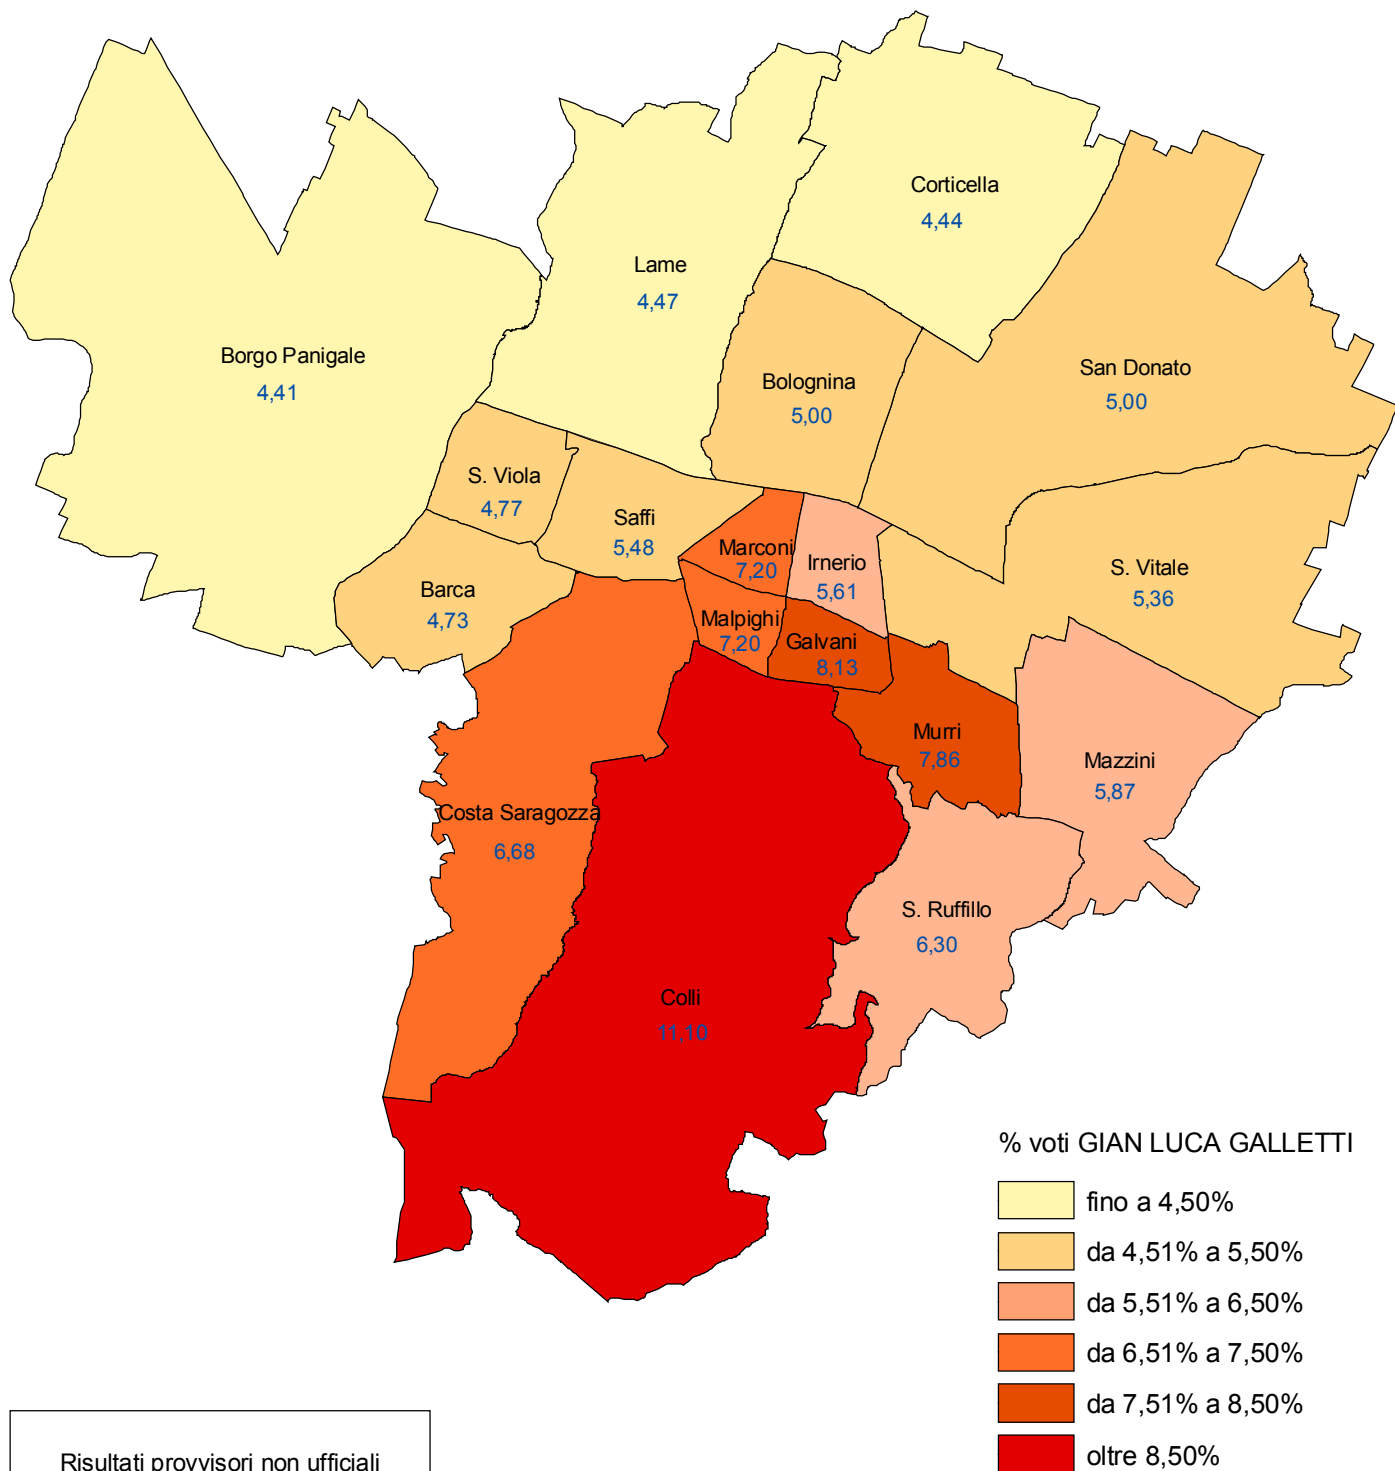 Corticella
4,44
Lame
4,47
Borgo Panigale
4,41
Bolognina
5,00
San Donato
5,00
S. Viola
4,77
Saffi
5,48
Marconi
7,20
Irnerio
5,61
S. Vitale
5,36
Barca
4,73
Malpighi
7,20
Galvani
8,13
Murri
7,86
Mazzini
5,87
Costa Saragozza
6,68
S. Ruffillo
6,30
Colli
11,10
% voti GIAN LUCA GALLETTI
fino a 4,50%
da 4,51% a 5,50%
da 5,51% a 6,50%
da 6,51% a 7,50%
da 7,51% a 8,50%
oltre 8,50%
Risultati provvisori non ufficiali